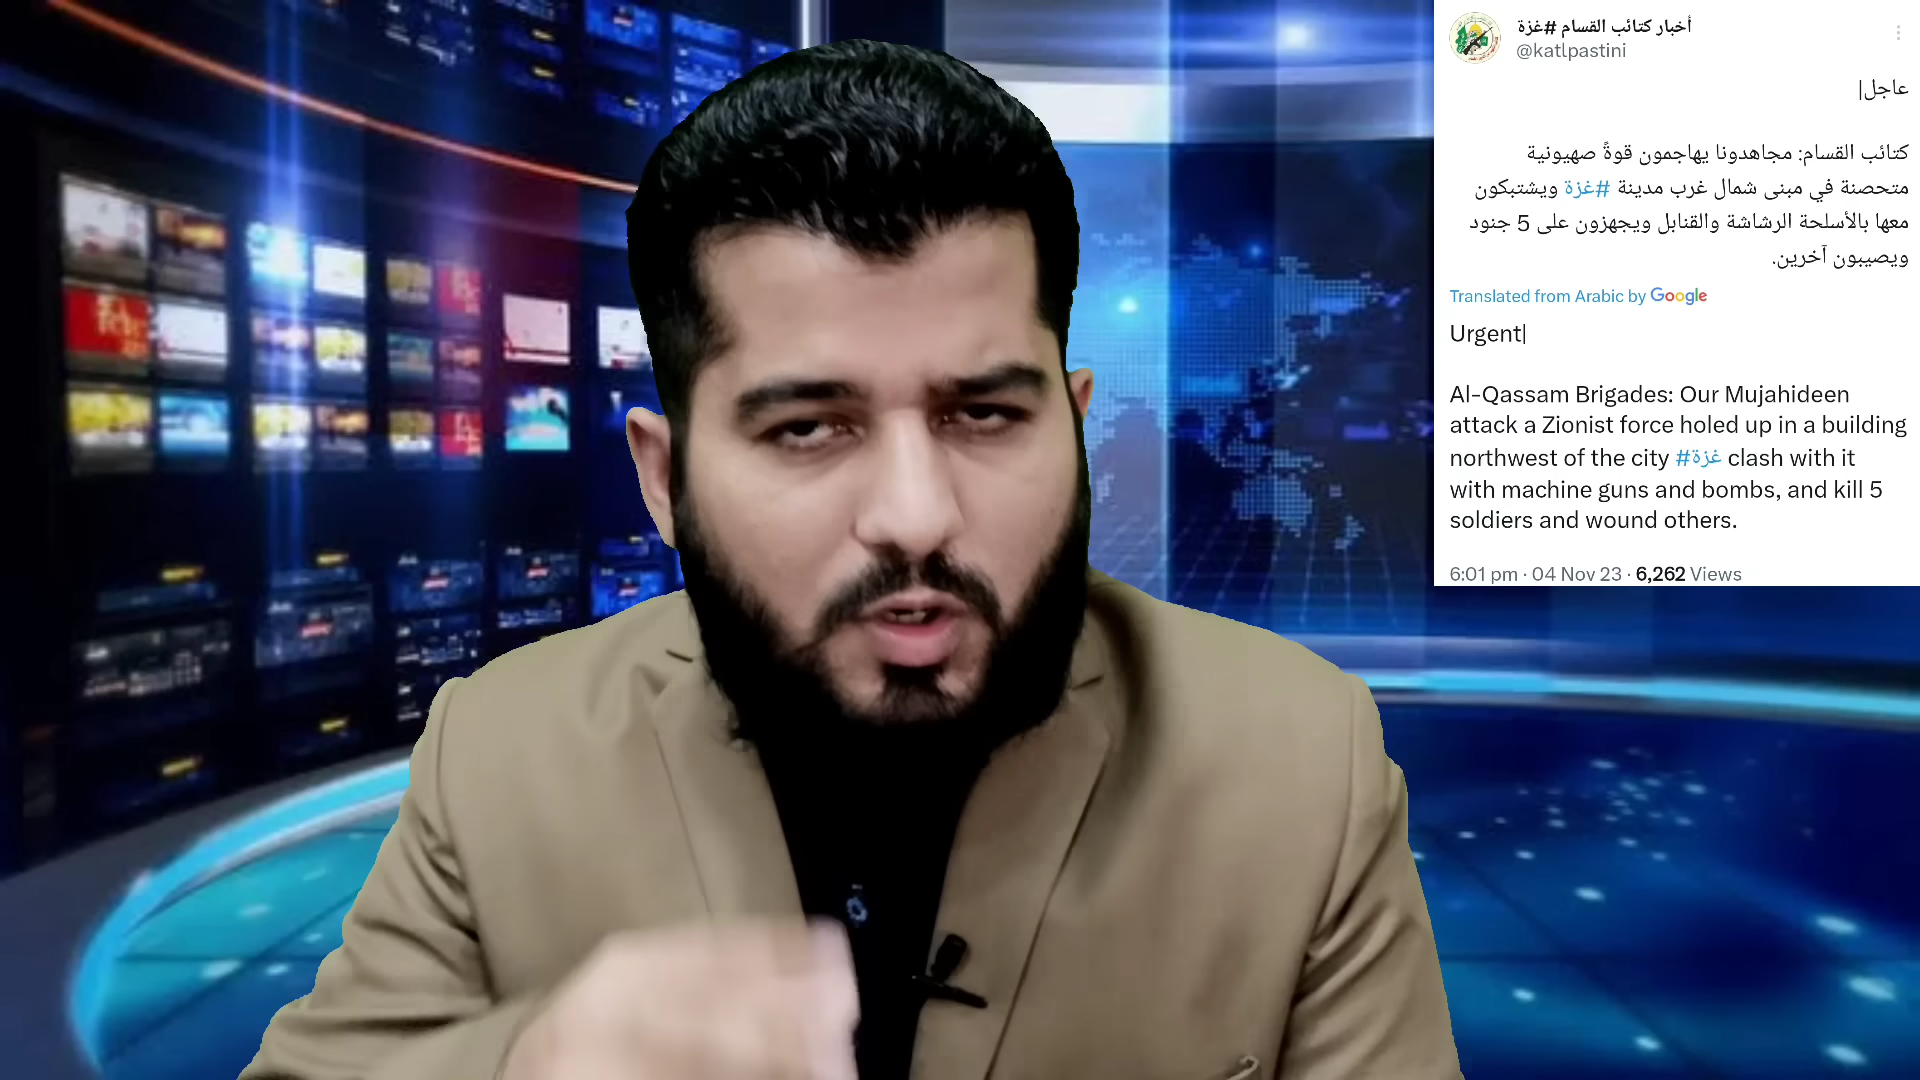 أخبار كتائب القسام #غزة
@katlpastini
عاجل|
كتائب القسام: مجاهدونا يهاجمون قوةً صهيونية
متحصنة في مبنى شمال غرب مدينة #غزة ويشتبكون
معها بالأسلحة الرشاشة والقنابل ويجهزون على 5 جنود
ويصيبون آخرين.
Translated from Arabic by Google
Urgent|
Al-Qassam Brigades: Our Mujahideen
attack a Zionist force holed up in a building
northwest of the city #غزة clash with it
with machine guns and bombs, and kill 5
soldiers and wound others.
6:01 pm · 04 Nov 23 · 6,262 Views